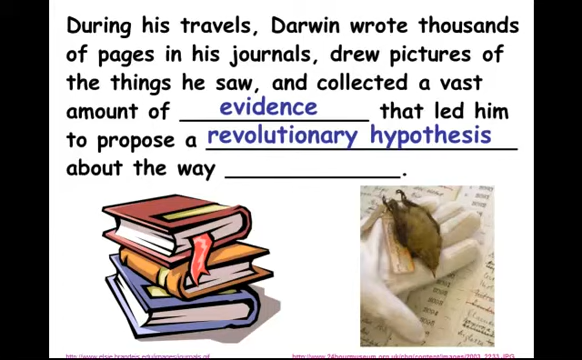 During his travels, Darwin wrote thousands
of pages in his journals, drew pictures of
the things he saw, and collected a vast
amount of evidence that led him
to propose a revolutionary hypothesis
about the way ____________.